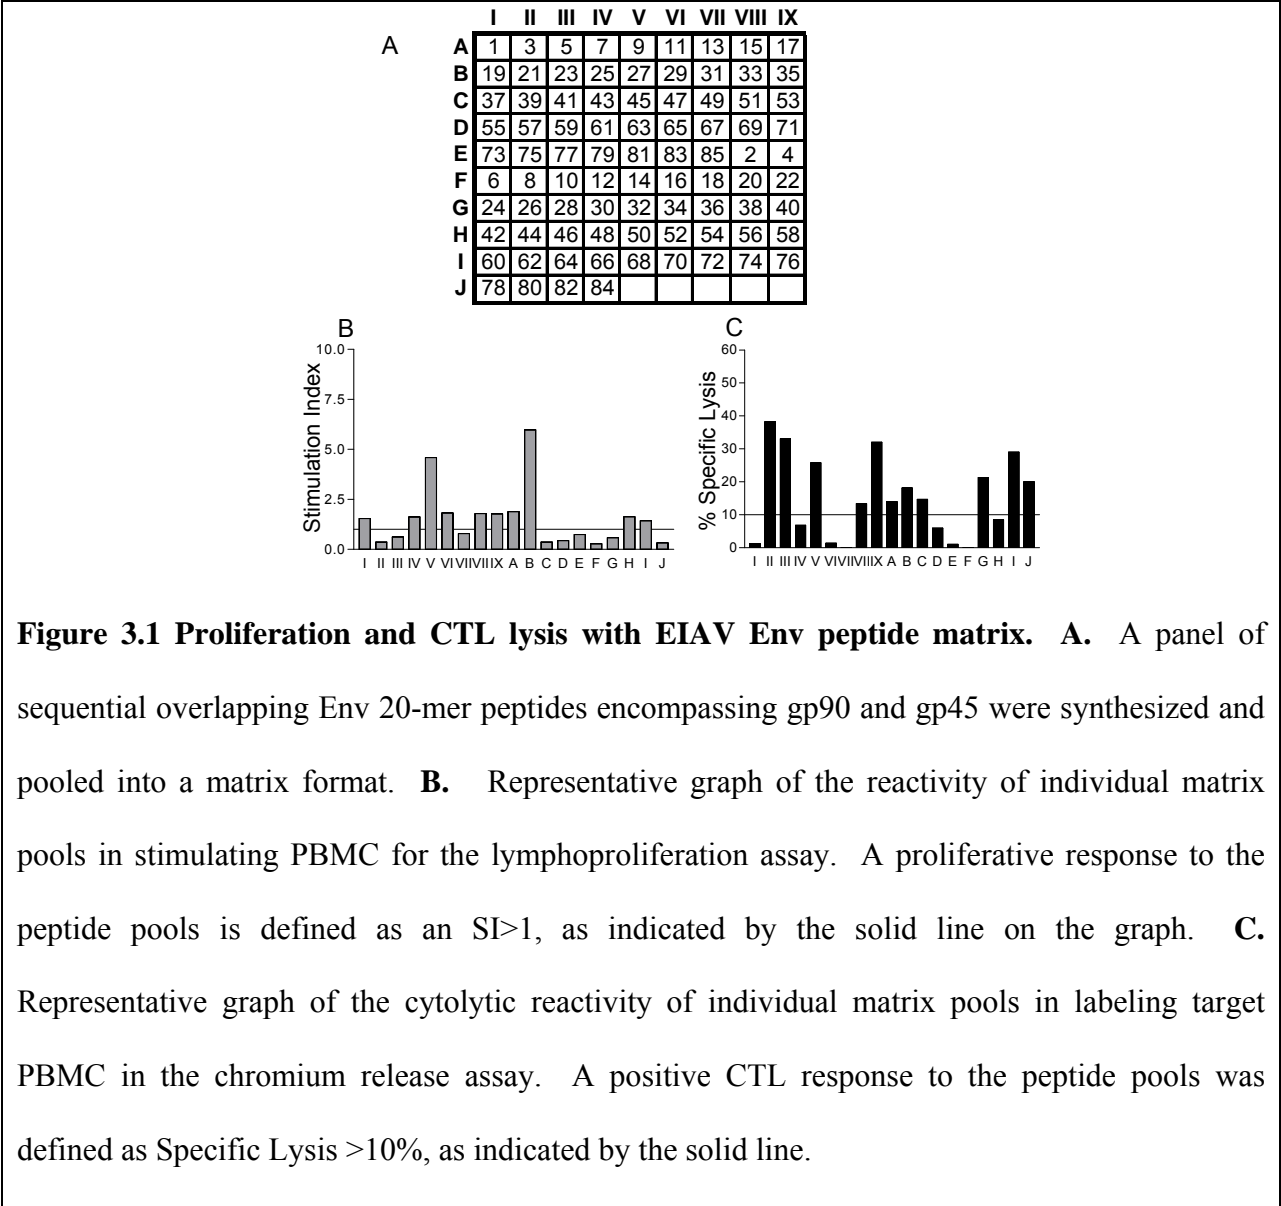 I II III IV V VI VII VIII IX
A
A 1 3 5 7 9 11 13 15 17
B 19 21 23 25 27 29 31 33 35
C 37 39 41 43 45 47 49 51 53
D 55 57 59 61 63 65 67 69 71
E 73 75 77 79 81 83 85 2 4
F 6 8 10 12 14 16 18 20 22
G 24 26 28 30 32 34 36 38 40
H 42 44 46 48 50 52 54 56 58
I 60 62 64 66 68 70 72 74 76
J 78 80 82 84
B
Stimulation Index
10.0
7.5
5.0
2.5
0.0
I II III IV V VI VII VIII IX A B C D E F G H I J
C
% Specific Lysis
60
50
40
30
20
10
0
I II III IV V VI VII VIII IX A B C D E F G H I J
Figure 3.1 Proliferation and CTL lysis with EIAV Env peptide matrix. A. A panel of
sequential overlapping Env 20-mer peptides encompassing gp90 and gp45 were synthesized and
pooled into a matrix format. B. Representative graph of the reactivity of individual matrix
pools in stimulating PBMC for the lymphoproliferation assay. A proliferative response to the
peptide pools is defined as an SI>1, as indicated by the solid line on the graph. C.
Representative graph of the cytolytic reactivity of individual matrix pools in labeling target
PBMC in the chromium release assay. A positive CTL response to the peptide pools was
defined as Specific Lysis >10%, as indicated by the solid line.